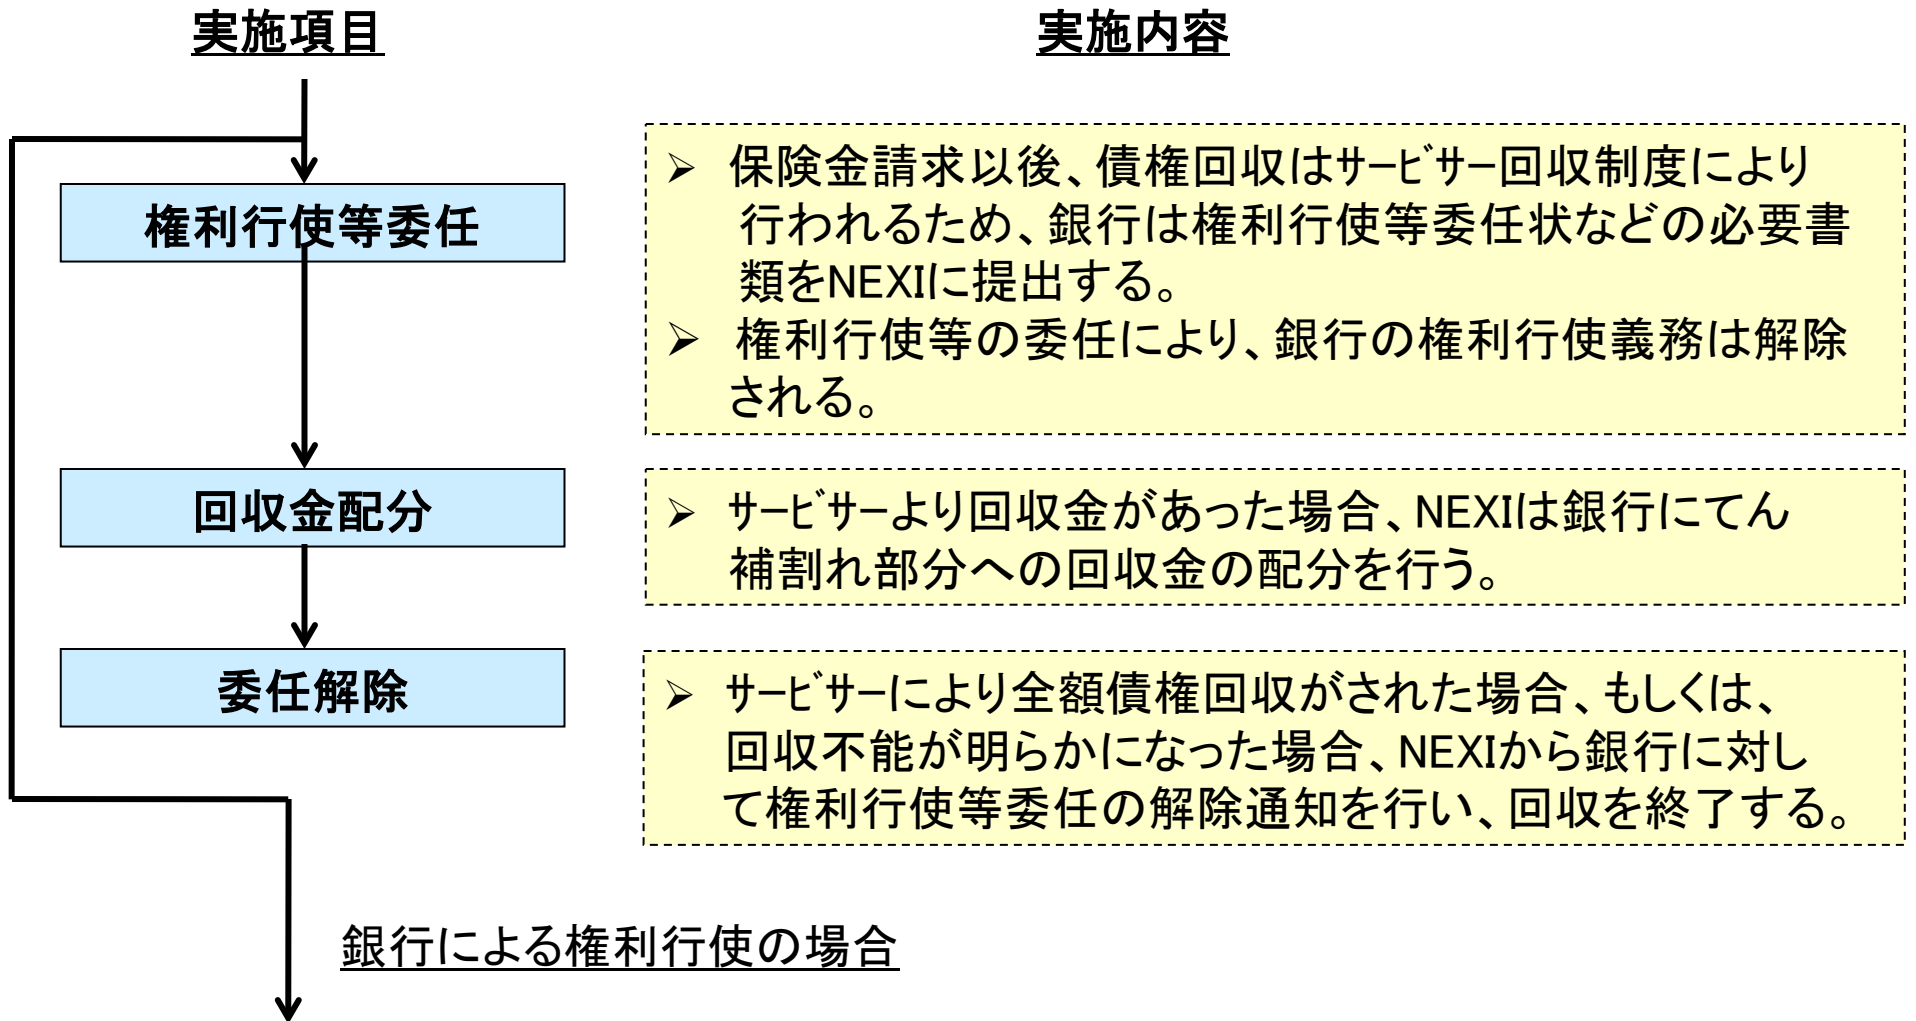 実施項目
実施内容
権利行使等委任
➢ 保険金請求以後、債権回収はｻｰﾋﾞｻｰ回収制度により
行われるため、銀行は権利行使等委任状などの必要書
類をNEXIに提出する。
➢ 権利行使等の委任により、銀行の権利行使義務は解除
される。
回収金配分
➢ ｻｰﾋﾞｻｰより回収金があった場合、NEXIは銀行にてん
補割れ部分への回収金の配分を行う。
委任解除
➢ ｻｰﾋﾞｻｰにより全額債権回収がされた場合、もしくは、
回収不能が明らかになった場合、NEXIから銀行に対し
て権利行使等委任の解除通知を行い、回収を終了する。
銀行による権利行使の場合